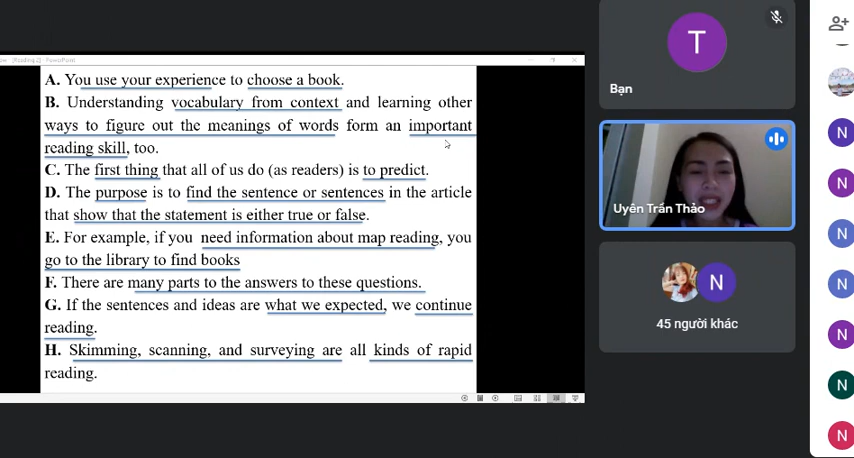 [Reading 2] - PowerPoint
A. You use your experience to choose a book.
B. Understanding vocabulary from context and learning other
ways to figure out the meanings of words form an important
reading skill, too.
C. The first thing that all of us do (as readers) is to predict.
D. The purpose is to find the sentence or sentences in the article
that show that the statement is either true or false.
E. For example, if you need information about map reading, you
go to the library to find books
F. There are many parts to the answers to these questions.
G. If the sentences and ideas are what we expected, we continue
reading.
H. Skimming, scanning, and surveying are all kinds of rapid
reading.
T
Bạn
Uyên Trần Thảo
N
45 người khác
N
N
N
N
N
N
N